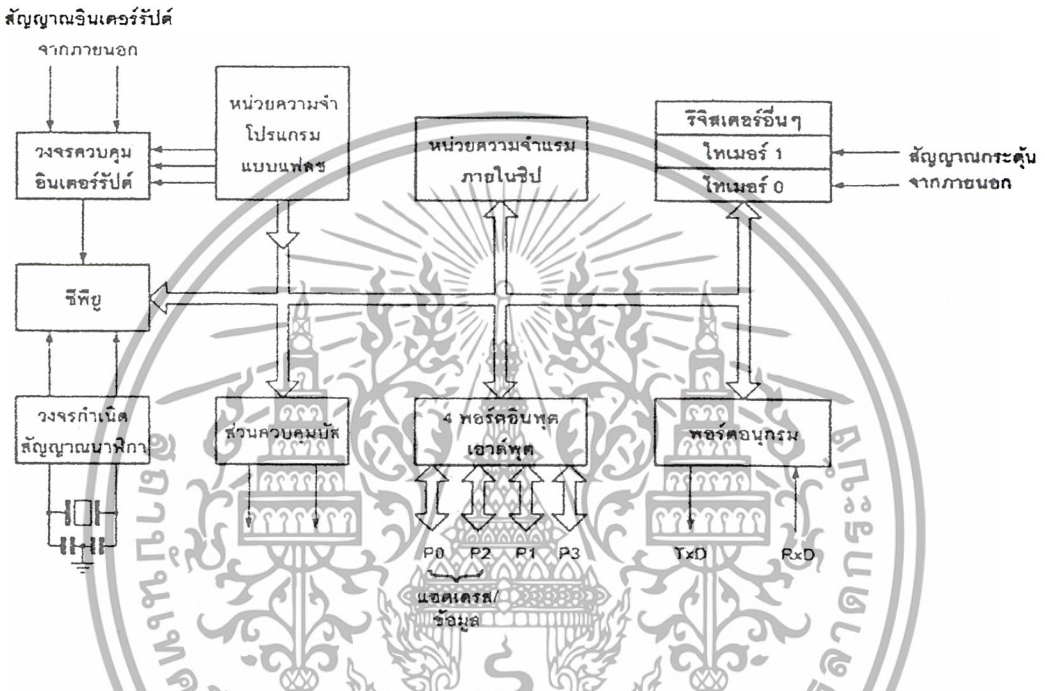 สัญญาณอินเตอร์รัปต์
จากภายนอก
วงจรควบคุม
อินเตอร์รัปต์
หน่วยความจำ
โปรแกรม
แบบแฟลช
หน่วยความจำแรม
ภายในชิป
รีจิสเตอร์อื่นๆ
ไทเมอร์ 1
ไทเมอร์ 0
สัญญาณกระตุ้น
จากภายนอก
ซีพียู
วงจรกำเนิด
สัญญาณนาฬิกา
ส่วนควบคุมบัส
4 พอร์ตอินพุต
เอาต์พุต
พอร์ตอนุกรม
P0 P2 P1 P3
TxD RxD
แอดเดรส/
ข้อมูล